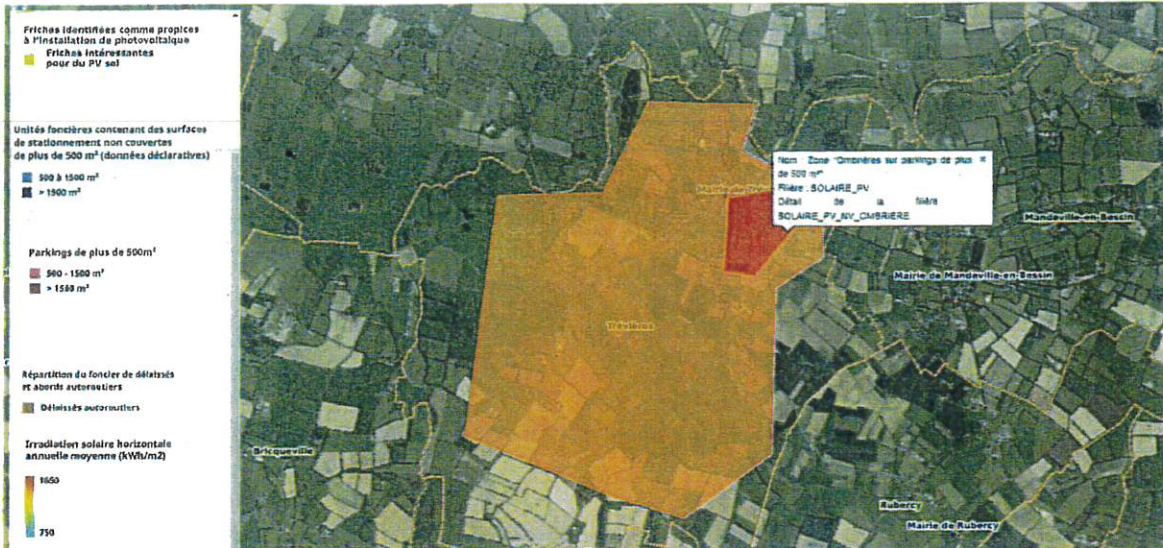 Friches identifiées comme propices
à l'installation de photovoltaïque
Friches intéressantes
pour du PV sol
Unités foncières contenant des surfaces
de stationnement non couvertes
de plus de 500 m² (données déclaratives)
500 à 1500 m²
> 1500 m²
Parkings de plus de 500m²
500 - 1500 m²
> 1500 m²
Répartition du foncier de délaissés
et abords autoroutiers
Délaissés autoroutiers
Irradiation solaire horizontale
annuelle moyenne (kWh/m2)
1650
750
Nom : Zone "Ombrières sur parkings de plus
de 500 m²"
Filière : SOLAIRE_PV
Détail de la filière
SOLAIRE_PV_NV_OMBRIERE
Mairie de Tré
Mandeville-en-Bessin
Mairie de Mandeville-en-Bessin
Trévières
Bricqueville
Rubercy
Mairie de Rubercy